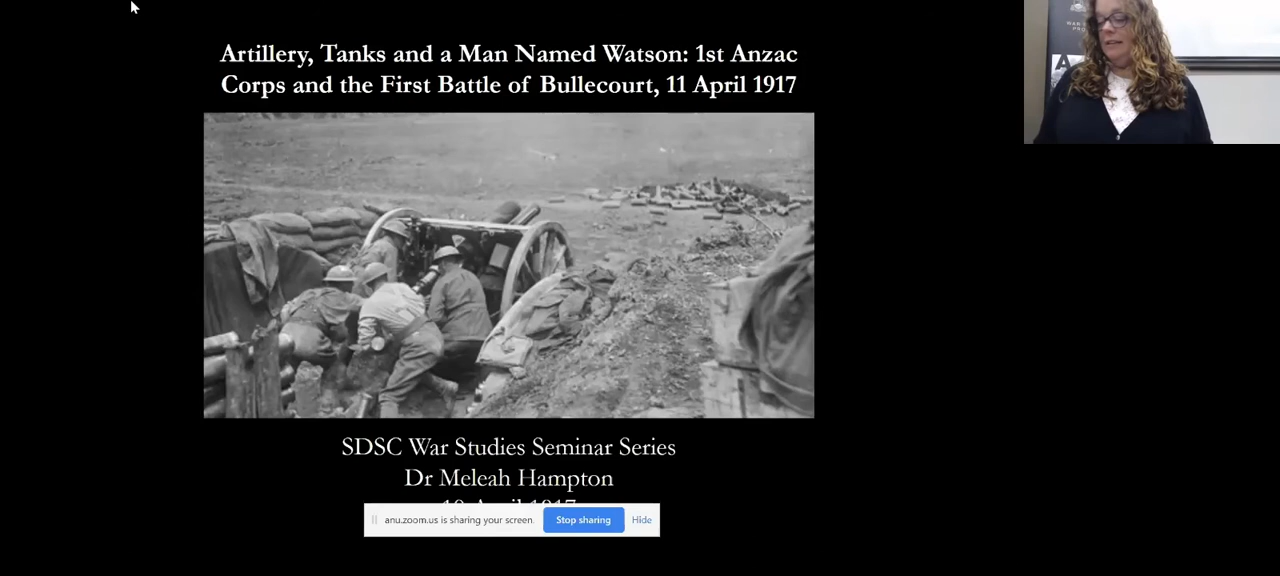 Artillery, Tanks and a Man Named Watson: 1st Anzac
Corps and the First Battle of Bullecourt, 11 April 1917
SDSC War Studies Seminar Series
Dr Meleah Hampton
anu.zoom.us is sharing your screen.
Stop sharing
Hide